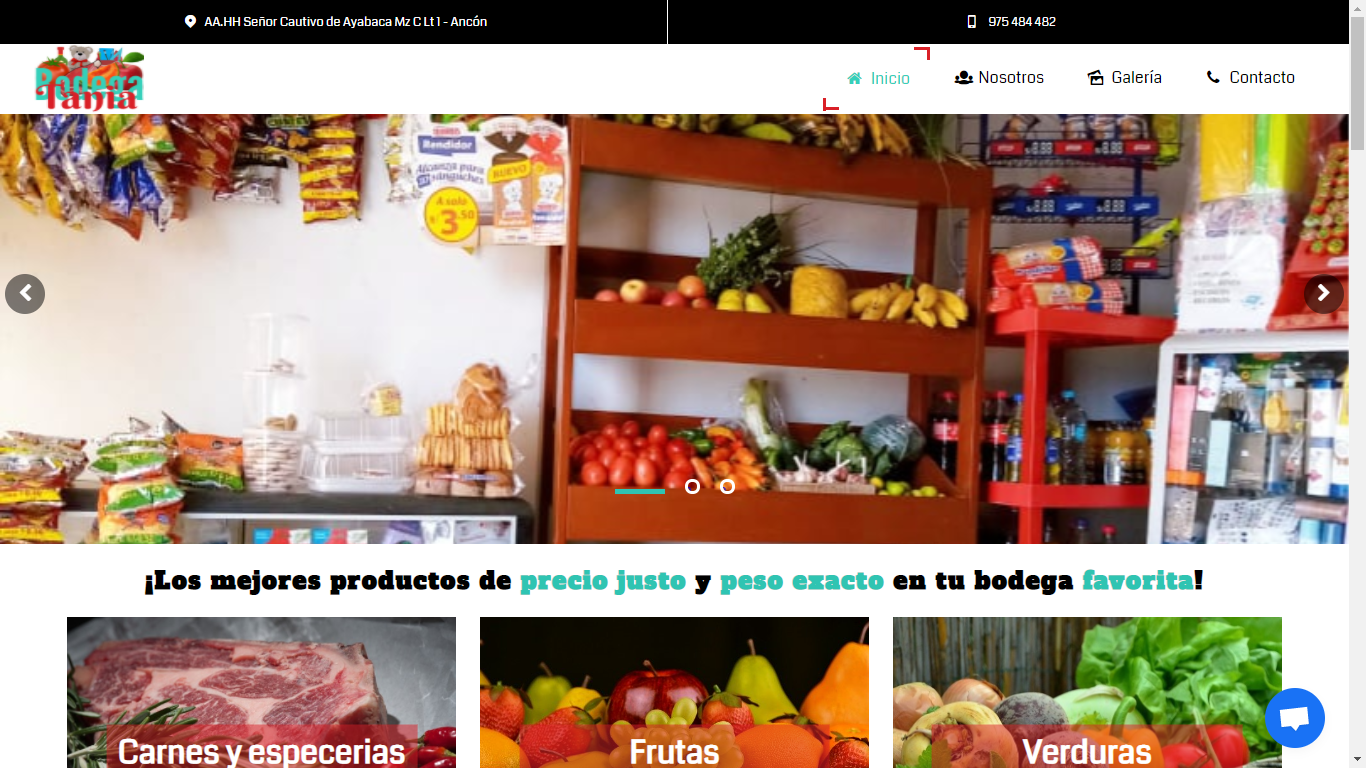 AA.HH Señor Cautivo de Ayabaca Mz C Lt 1 - Ancón
975 484 482
Bodega
Tania
Inicio
Nosotros
Galería
Contacto
Rendidor
Alcanza para
NUEVO
A solo
S/ 3.50
¡Los mejores productos de precio justo y peso exacto en tu bodega favorita!
Carnes y especerias
Frutas
Verduras